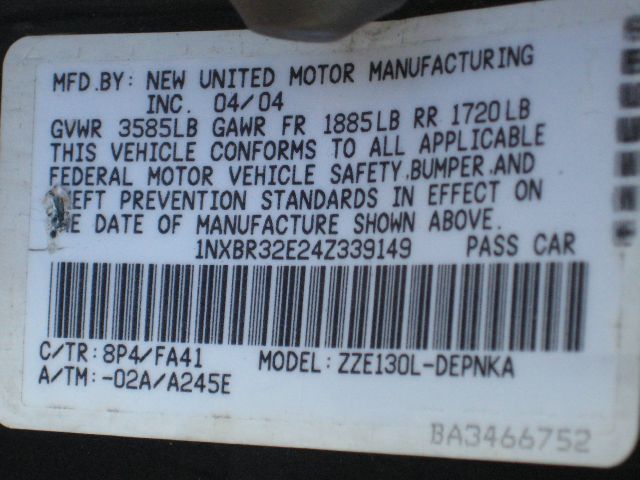 MFD.BY: NEW UNITED MOTOR MANUFACTURING
INC. 04/04
GVWR 3585LB GAWR FR 1885LB RR 1720LB
THIS VEHICLE CONFORMS TO ALL APPLICABLE
FEDERAL MOTOR VEHICLE SAFETY.BUMPER.AND
HEFT PREVENTION STANDARDS IN EFFECT ON
E DATE OF MANUFACTURE SHOWN ABOVE.
1NXBR32E24Z339149 PASS CAR
C/TR: 8P4/FA41 MODEL: ZZE130L-DEPNKA
A/TM: -02A/A245E
BA3466752